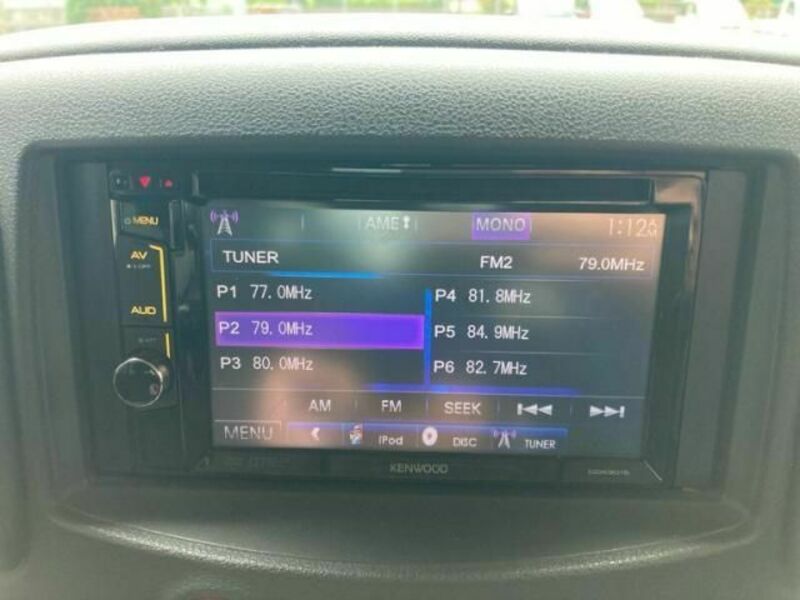 MENU
AV
AUD
AME MONO 1:12
TUNER FM2 79.0MHz
P1 77.0MHz P4 81.8MHz
P2 79.0MHz P5 84.9MHz
P3 80.0MHz P6 82.7MHz
AM FM SEEK
MENU iPod DISC TUNER
KENWOOD